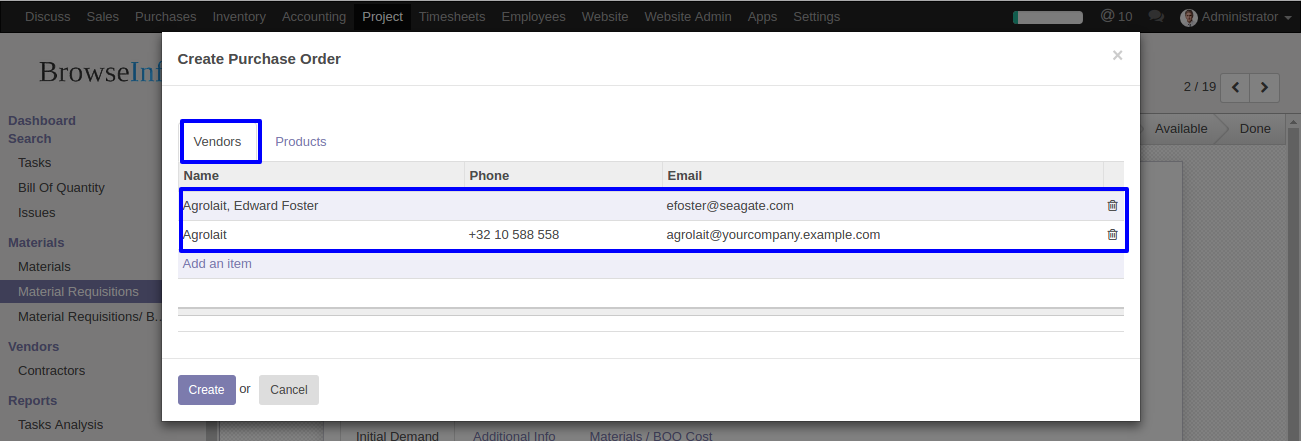 Discuss Sales Purchases Inventory Accounting Project Timesheets Employees Website Website Admin Apps Settings @ 10 Administrator
Create Purchase Order ×
BrowseInf
2 / 19
Dashboard
Search
Available Done
Vendors Products
Tasks
Name Phone Email
Bill Of Quantity
Agrolait, Edward Foster efoster@seagate.com
Issues
Agrolait +32 10 588 558 agrolait@yourcompany.example.com
Materials
Add an item
Materials
Material Requisitions
Material Requisitions/ B...
Vendors
Contractors
Create or Cancel
Reports
Tasks Analysis
Initial Demand Additional Info Materials / BOQ Cost